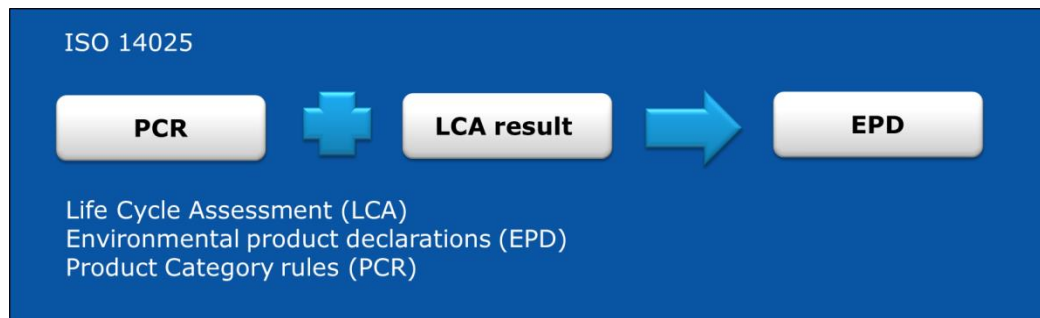 ISO 14025
PCR
LCA result
EPD
Life Cycle Assessment (LCA)
Environmental product declarations (EPD)
Product Category rules (PCR)